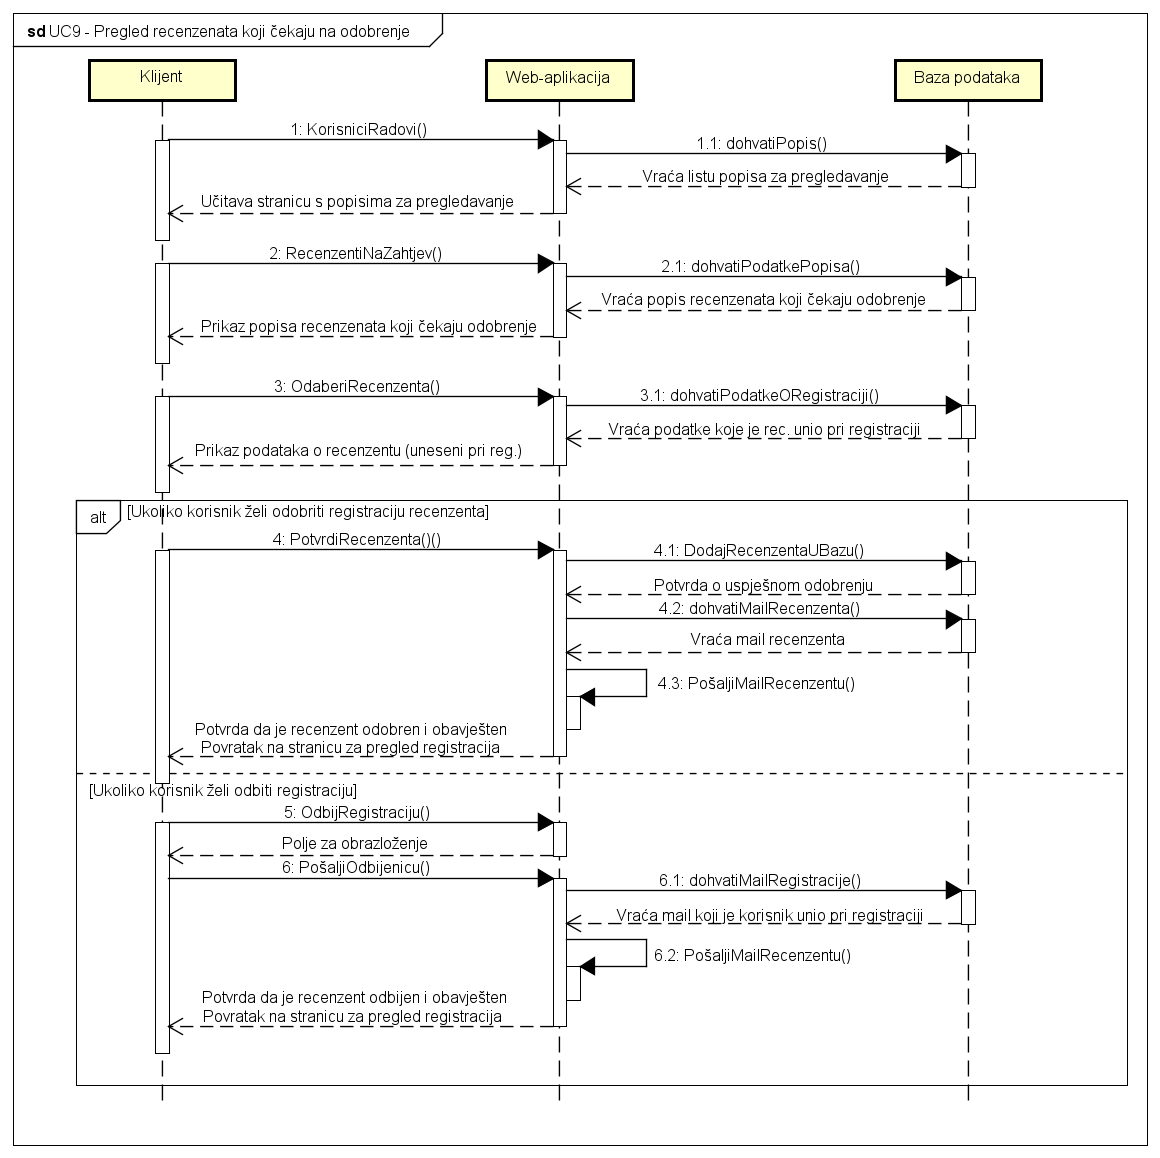 sd UC9 - Pregled recenzenata koji čekaju na odobrenje
Klijent
Web-aplikacija
Baza podataka
1: KorisniciRadovi()
1.1: dohvatiPopis()
Vraća listu popisa za pregledavanje
Učitava stranicu s popisima za pregledavanje
2: RecenzentiNaZahtjev()
2.1: dohvatiPodatkePopisa()
Vraća popis recenzenata koji čekaju odobrenje
Prikaz popisa recenzenata koji čekaju odobrenje
3: OdaberiRecenzenta()
3.1: dohvatiPodatkeORegistraciji()
Vraća podatke koje je rec. unio pri registraciji
Prikaz podataka o recenzentu (uneseni pri reg.)
alt
[Ukoliko korisnik želi odobriti registraciju recenzenta]
4: PotvrdiRecenzenta()()
4.1: DodajRecenzentaUBazu()
Potvrda o uspješnom odobrenju
4.2: dohvatiMailRecenzenta()
Vraća mail recenzenta
4.3: PošaljiMailRecenzentu()
Potvrda da je recenzent odobren i obavješten
Povratak na stranicu za pregled registracija
[Ukoliko korisnik želi odbiti registraciju]
5: OdbijRegistraciju()
Polje za obrazloženje
6: PošaljiOdbijenicu()
6.1: dohvatiMailRegistracije()
Vraća mail koji je korisnik unio pri registraciji
6.2: PošaljiMailRecenzentu()
Potvrda da je recenzent odbijen i obavješten
Povratak na stranicu za pregled registracija